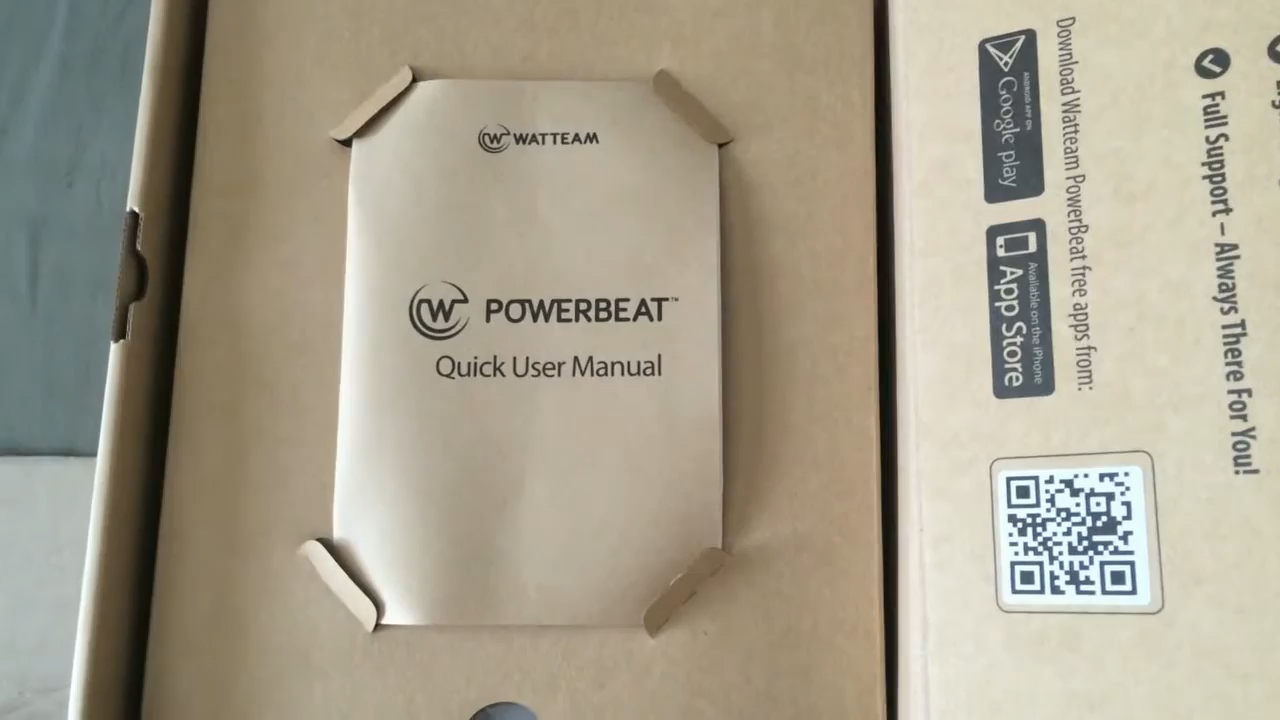 WATTEAM
POWERBEAT™
Quick User Manual
Full Support – Always There For You!
Download Watteam PowerBeat free apps from:
ANDROID APP ON
Google play
Available on the iPhone
App Store